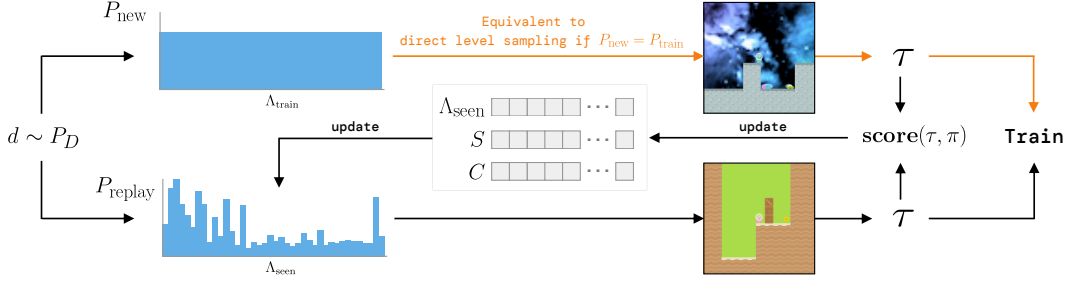 P_new
Λ_train
Equivalent to
direct level sampling if P_new = P_train
τ
d ∼ P_D
Λ_seen ...
S ...
C ...
update
update
score(τ, π)
Train
P_replay
Λ_seen
τ